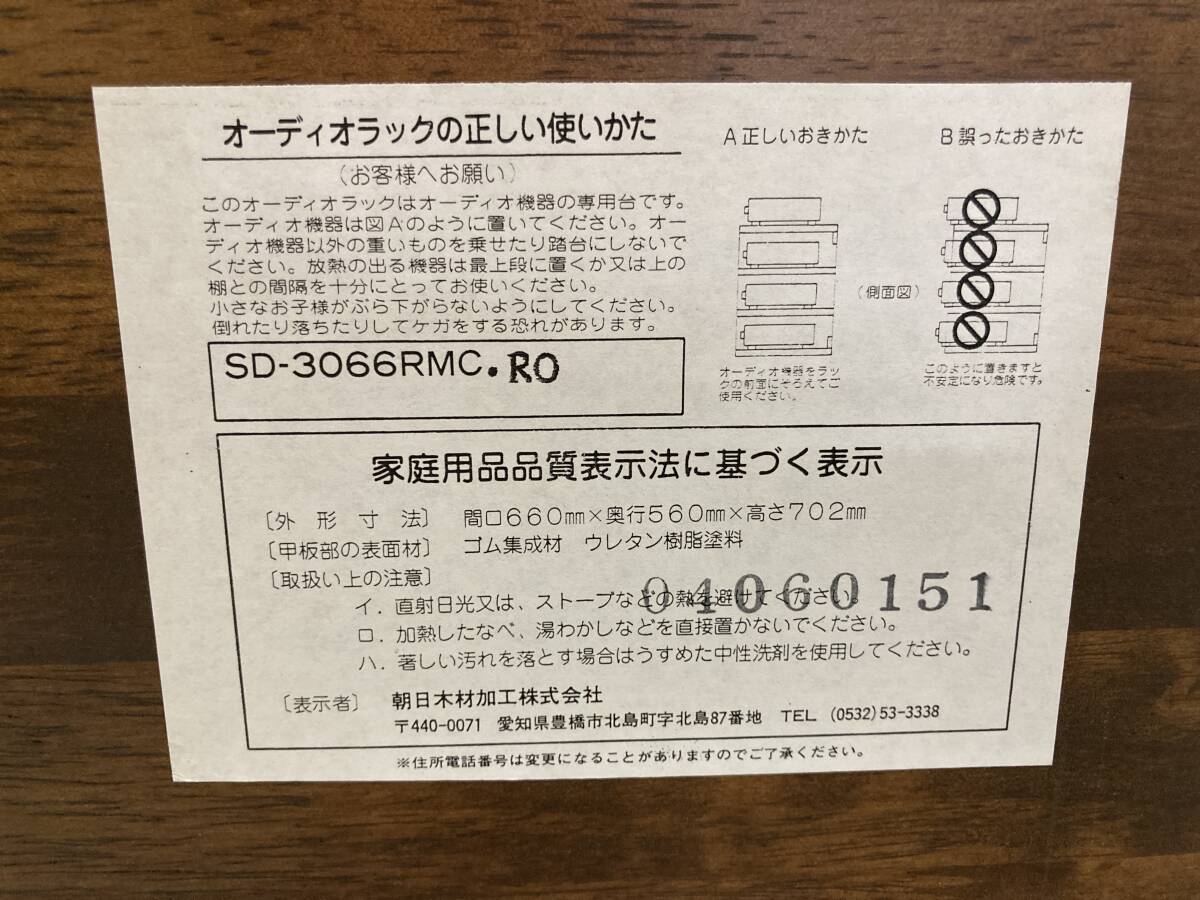 オーディオラックの正しい使いかた
(お客様へお願い)
このオーディオラックはオーディオ機器の専用台です。
オーディオ機器は図Aのように置いてください。オー
ディオ機器以外の重いものを乗せたり踏台にしないで
ください。放熱の出る機器は最上段に置くか又は上の
棚との間隔を十分にとってお使いください。
小さなお子様がぶら下がらないようにしてください。
倒れたり落ちたりしてケガをする恐れがあります。
SD-3066RMC.RO
A 正しいおきかた
B 誤ったおきかた
(側面図)
オーディオ機器をラッ
クの前面にそろえてご
使用ください。
このように置きますと
不安定になり危険です。
家庭用品品質表示法に基づく表示
〔外形寸法〕 間口660㎜×奥行560㎜×高さ702㎜
〔甲板部の表面材〕 ゴム集成材 ウレタン樹脂塗料
〔取扱い上の注意〕
イ. 直射日光又は、ストーブなどの熱を避けてください。
04060151
ロ. 加熱したなべ、湯わかしなどを直接置かないでください。
ハ. 著しい汚れを落とす場合はうすめた中性洗剤を使用してください。
〔表示者〕 朝日木材加工株式会社
〒440-0071 愛知県豊橋市北島町字北島87番地 TEL (0532)53-3338
※住所電話番号は変更になることがありますのでご了承ください。